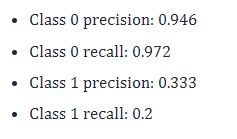 • Class 0 precision: 0.946
• Class 0 recall: 0.972
• Class 1 precision: 0.333
• Class 1 recall: 0.2